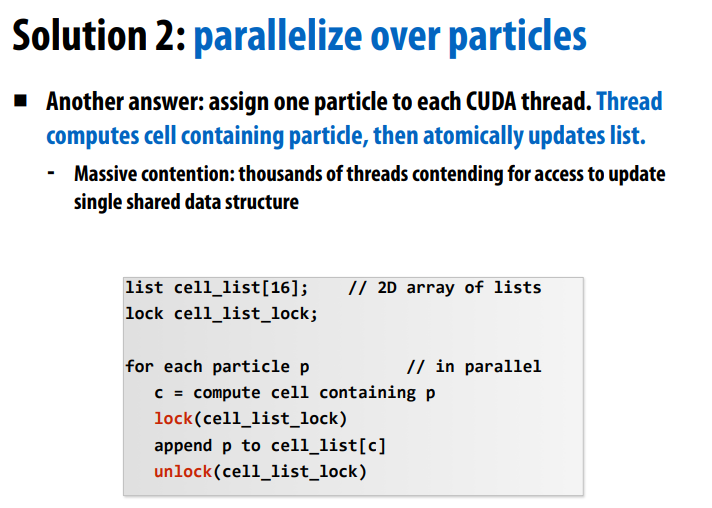 Solution 2: parallelize over particles
■ Another answer: assign one particle to each CUDA thread. Thread
computes cell containing particle, then atomically updates list.
- Massive contention: thousands of threads contending for access to update
single shared data structure
list cell_list[16];    // 2D array of lists
lock cell_list_lock;
for each particle p          // in parallel
   c = compute cell containing p
   lock(cell_list_lock)
   append p to cell_list[c]
   unlock(cell_list_lock)